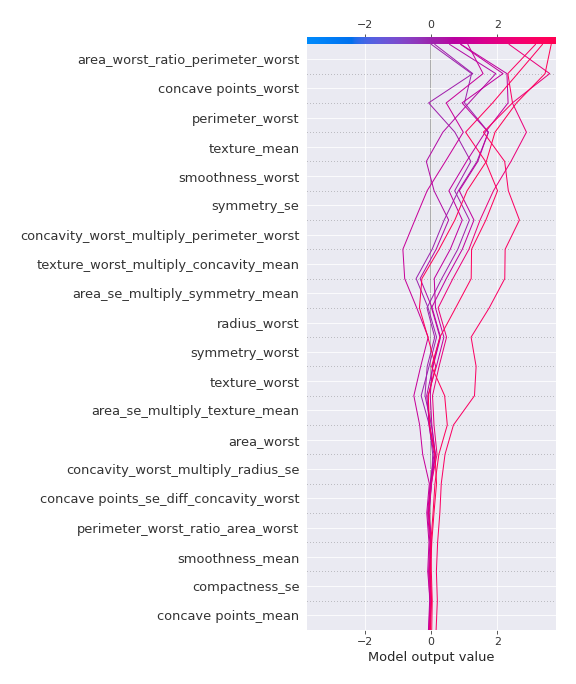 −2 0 2
area_worst_ratio_perimeter_worst
concave points_worst
perimeter_worst
texture_mean
smoothness_worst
symmetry_se
concavity_worst_multiply_perimeter_worst
texture_worst_multiply_concavity_mean
area_se_multiply_symmetry_mean
radius_worst
symmetry_worst
texture_worst
area_se_multiply_texture_mean
area_worst
concavity_worst_multiply_radius_se
concave points_se_diff_concavity_worst
perimeter_worst_ratio_area_worst
smoothness_mean
compactness_se
concave points_mean
−2 0 2
Model output value